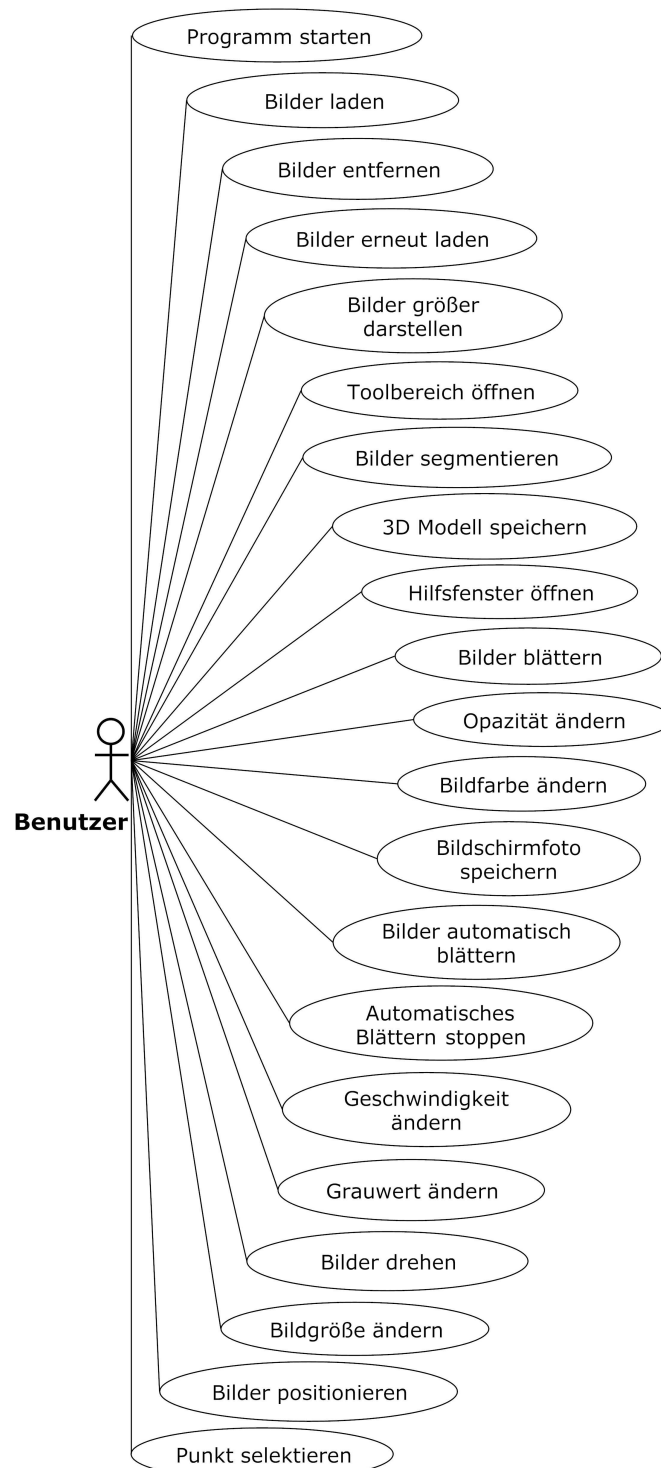 Programm starten
Bilder laden
Bilder entfernen
Bilder erneut laden
Bilder größer
darstellen
Toolbereich öffnen
Bilder segmentieren
3D Modell speichern
Hilfsfenster öffnen
Bilder blättern
Opazität ändern
Bildfarbe ändern
Benutzer
Bildschirmfoto
speichern
Bilder automatisch
blättern
Automatisches
Blättern stoppen
Geschwindigkeit
ändern
Grauwert ändern
Bilder drehen
Bildgröße ändern
Bilder positionieren
Punkt selektieren